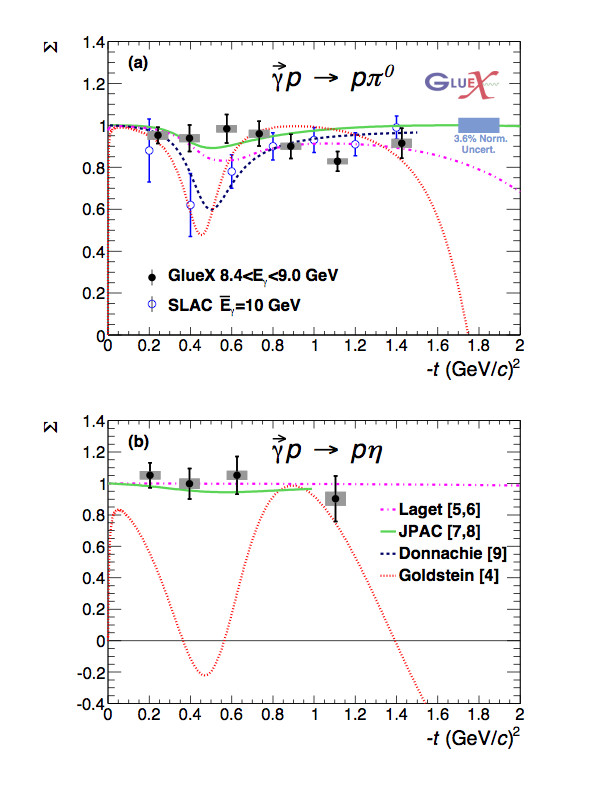 Σ
1.4
1.2
1
0.8
0.6
0.4
0.2
0
(a)
γ⃗p → pπ⁰
GLUEX
3.6% Norm.
Uncert.
GlueX 8.4<Eγ<9.0 GeV
SLAC E̅γ=10 GeV
0 0.2 0.4 0.6 0.8 1 1.2 1.4 1.6 1.8 2
-t (GeV/c)²
Σ
1.4
1.2
1
0.8
0.6
0.4
0.2
0
-0.2
-0.4
(b)
γ⃗p → pη
Laget [5,6]
JPAC [7,8]
Donnachie [9]
Goldstein [4]
0 0.2 0.4 0.6 0.8 1 1.2 1.4 1.6 1.8 2
-t (GeV/c)²